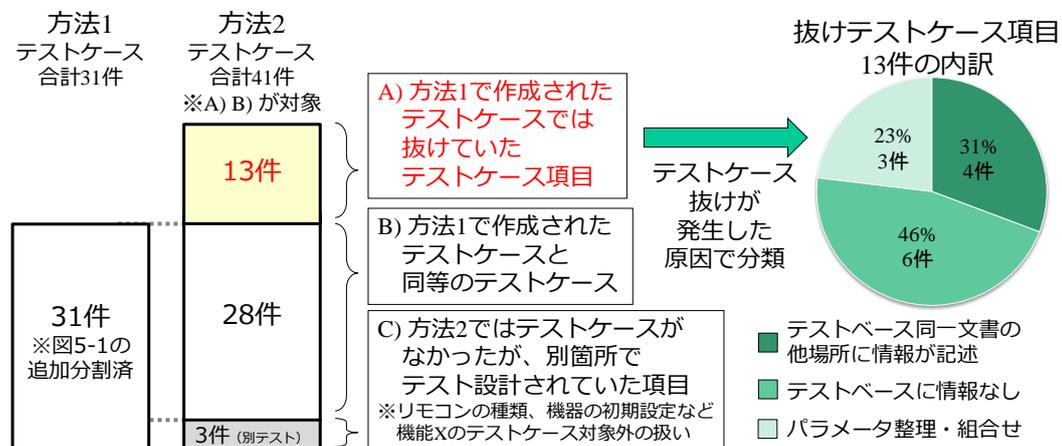 方法1
テストケース
合計31件
方法2
テストケース
合計41件
※A) B) が対象
13件
31件
※図5-1の
追加分割済
28件
3件 (別テスト)
A) 方法1で作成された
テストケースでは
抜けていた
テストケース項目
B) 方法1で作成された
テストケースと
同等のテストケース
C) 方法2ではテストケースが
なかったが、別箇所で
テスト設計されていた項目
※リモコンの種類、機器の初期設定など
機能Xのテストケース対象外の扱い
テストケース
抜けが
発生した
原因で分類
抜けテストケース項目
13件の内訳
23%
3件
31%
4件
46%
6件
テストベース同一文書の
他場所に情報が記述
テストベースに情報なし
パラメータ整理・組合せ